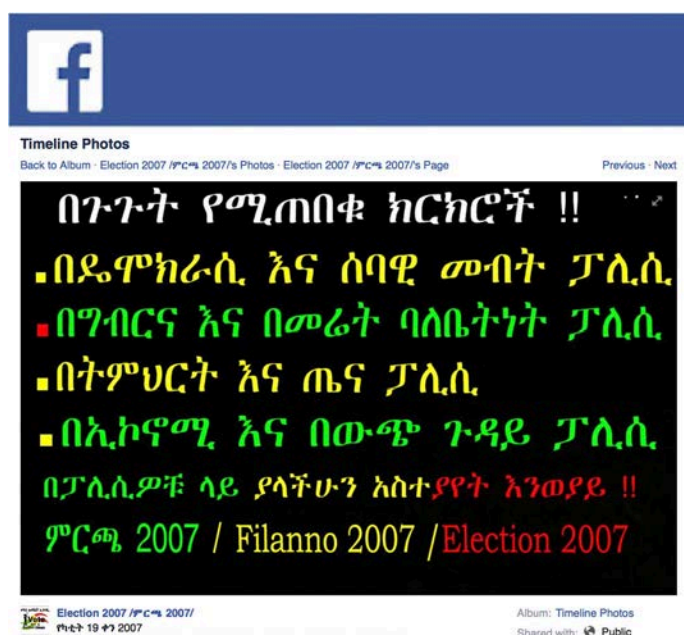 Timeline Photos
Back to Album · Election 2007 /ምርጫ 2007/'s Photos · Election 2007 /ምርጫ 2007/'s Page Previous · Next
በጉጉት የሚጠበቁ ክርክሮች !!
በዴሞክራሲ እና ሰባዊ መብት ፓሊሲ
በግብርና እና በመሬት ባለቤትነት ፓሊሲ
በትምህርት እና ጤና ፓሊሲ
በኢኮኖሚ እና በውጭ ጉዳይ ፓሊሲ
በፓሊሲዎቹ ላይ ያላችሁን አስተያየት እንወያይ !!
ምርጫ 2007 / Filanno 2007 /Election 2007
Election 2007 /ምርጫ 2007/ Album: Timeline Photos
የካቲት 19 ቀን 2007 Shared with: Public